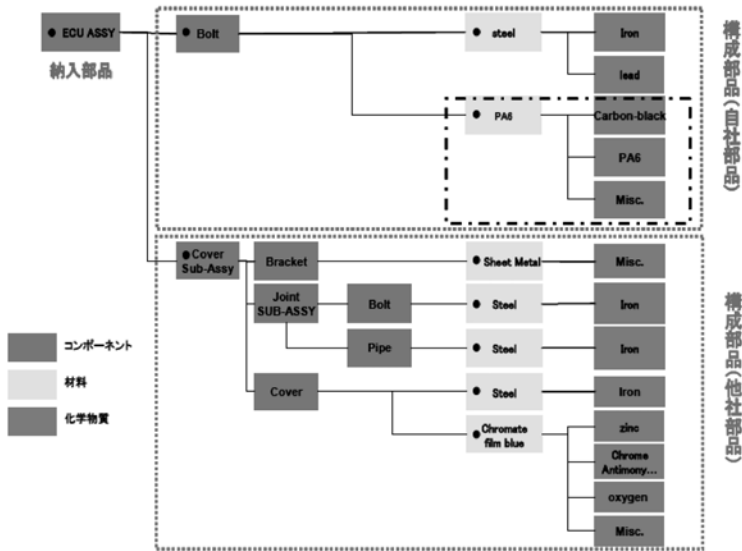 ECU ASSY
納入部品
Bolt
steel
Iron
lead
PA6
Carbon-black
PA6
Misc.
構成部品(自社部品)
Cover
Sub-Assy
Bracket
Sheet Metal
Misc.
Joint
SUB-ASSY
Bolt
Steel
Iron
Pipe
Steel
Iron
Cover
Steel
Iron
Chromate
film blue
zinc
Chrome
Antimony...
oxygen
Misc.
構成部品(他社部品)
コンポーネント
材料
化学物質